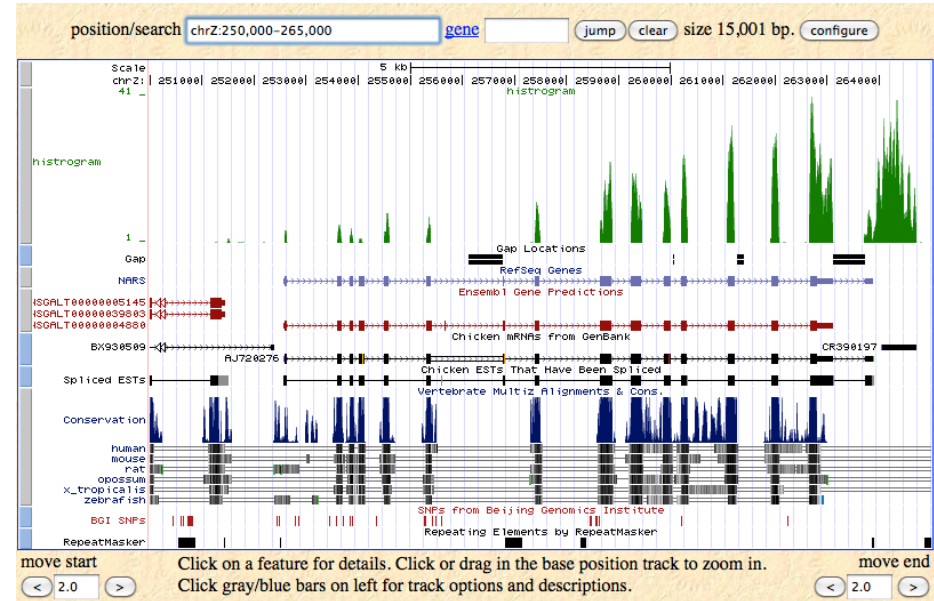 position/search chrZ:250,000-265,000 gene jump clear size 15,001 bp. configure
Scale 5 kb
chrZ: 251000 252000 253000 254000 255000 256000 257000 258000 259000 260000 261000 262000 263000 264000
41 _ histrogram
histrogram
1 _
Gap Locations
Gap
RefSeq Genes
NARS
Ensembl Gene Predictions
ISGALT00000005145
ISGALT00000039803
ISGALT00000004880
Chicken mRNAs from GenBank
BX930509 CR390197
AJ720276
Chicken ESTs That Have Been Spliced
Spliced ESTs
Vertebrate Multiz Alignments & Cons.
Conservation
human
mouse
rat
opossum
x_tropicalis
zebrafish
SNPs from Beijing Genomics Institute
BGI SNPs
Repeating Elements by RepeatMasker
RepeatMasker
move start Click on a feature for details. Click or drag in the base position track to zoom in. move end
< 2.0 > Click gray/blue bars on left for track options and descriptions. < 2.0 >